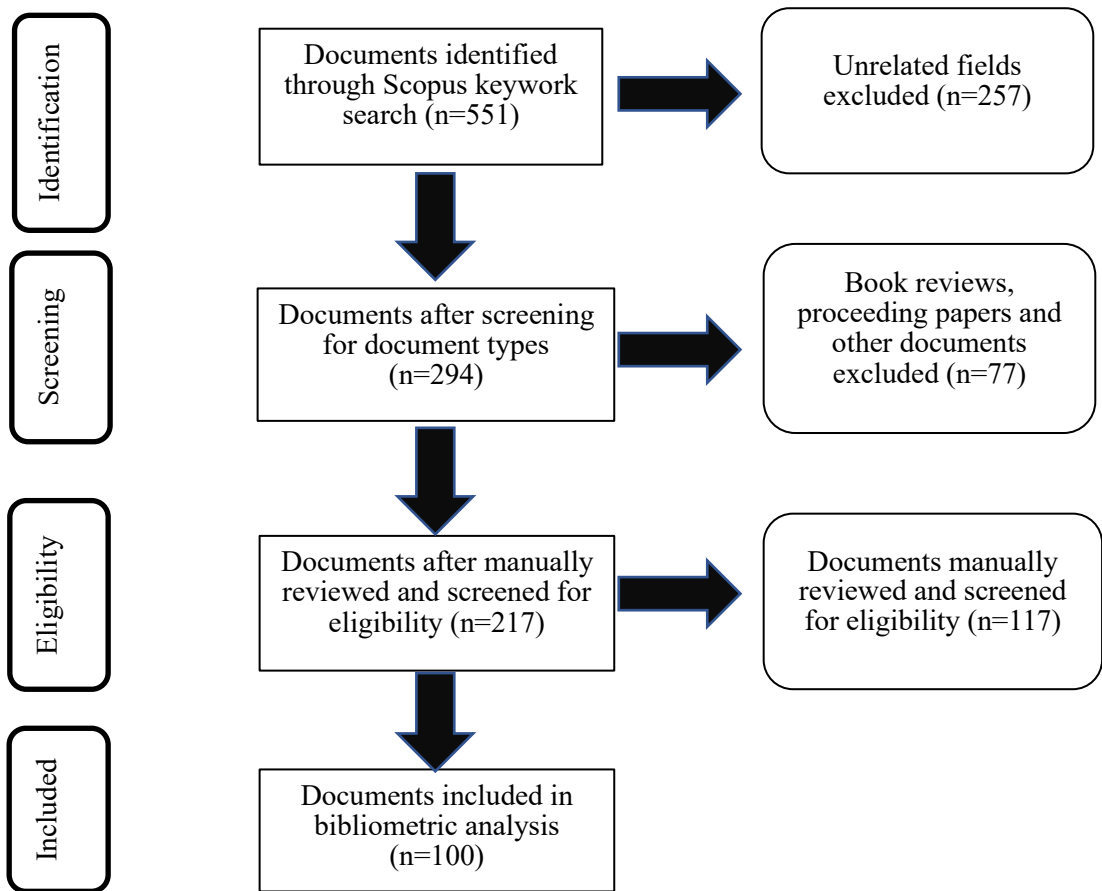 Identification
Documents identified
through Scopus keywork
search (n=551)
Unrelated fields
excluded (n=257)
Screening
Documents after screening
for document types
(n=294)
Book reviews,
proceeding papers and
other documents
excluded (n=77)
Eligibility
Documents after manually
reviewed and screened for
eligibility (n=217)
Documents manually
reviewed and screened
for eligibility (n=117)
Included
Documents included in
bibliometric analysis
(n=100)